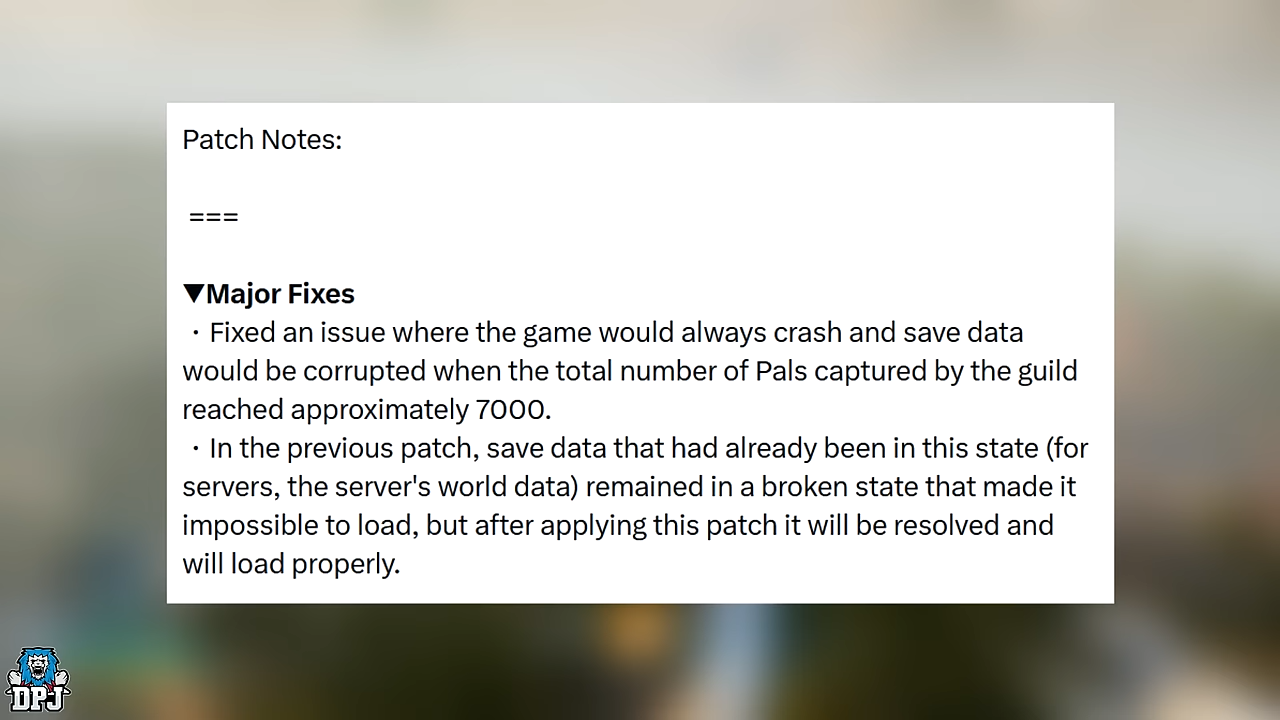 Patch Notes:
===
▼Major Fixes
・Fixed an issue where the game would always crash and save data
would be corrupted when the total number of Pals captured by the guild
reached approximately 7000.
・In the previous patch, save data that had already been in this state (for
servers, the server's world data) remained in a broken state that made it
impossible to load, but after applying this patch it will be resolved and
will load properly.
DPJ